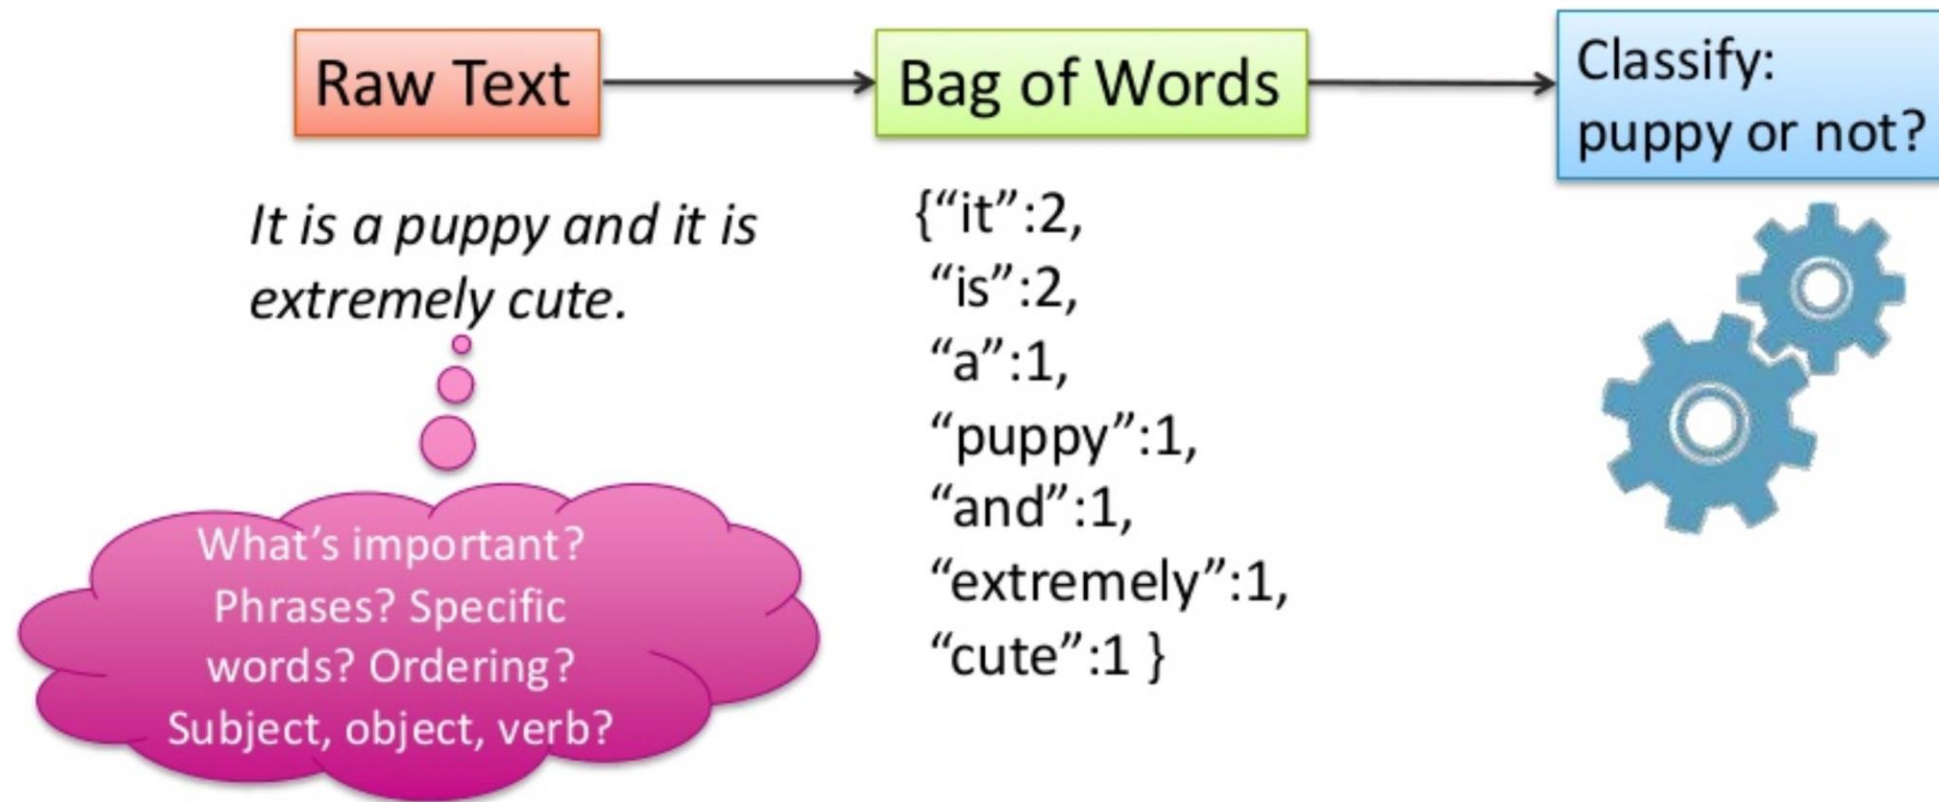 Raw Text
Bag of Words
Classify:
puppy or not?
It is a puppy and it is
extremely cute.
{“it”:2,
“is”:2,
“a”:1,
“puppy”:1,
“and”:1,
“extremely”:1,
“cute”:1 }
What’s important?
Phrases? Specific
words? Ordering?
Subject, object, verb?